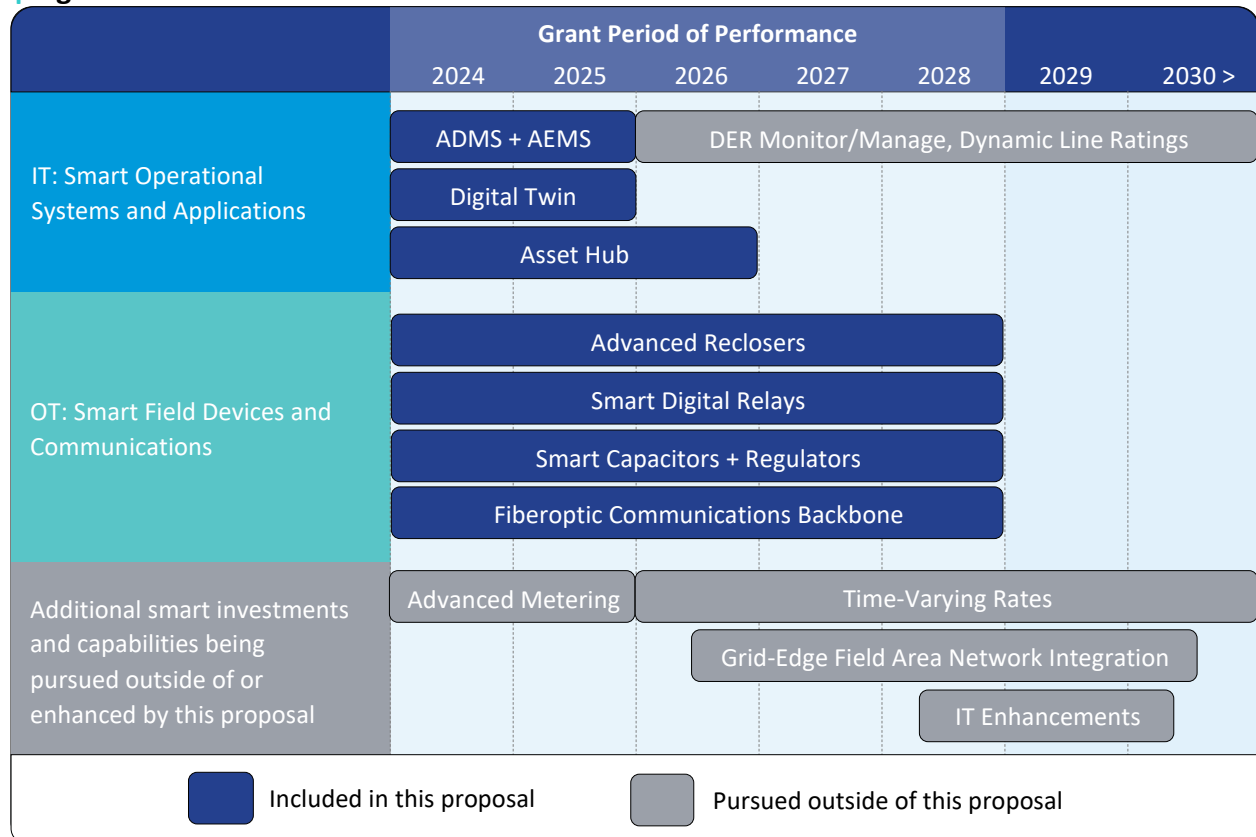 Grant Period of Performance
2024 2025 2026 2027 2028 2029 2030 >
IT: Smart Operational
Systems and Applications
ADMS + AEMS
DER Monitor/Manage, Dynamic Line Ratings
Digital Twin
Asset Hub
OT: Smart Field Devices and
Communications
Advanced Reclosers
Smart Digital Relays
Smart Capacitors + Regulators
Fiberoptic Communications Backbone
Additional smart investments
and capabilities being
pursued outside of or
enhanced by this proposal
Advanced Metering
Time-Varying Rates
Grid-Edge Field Area Network Integration
IT Enhancements
Included in this proposal
Pursued outside of this proposal